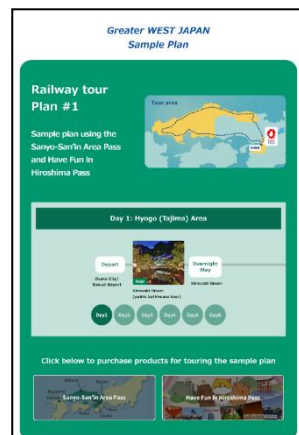 Greater WEST JAPAN
Sample Plan
Railway tour
Plan #1
Sample plan using the
Sanyo-San'in Area Pass
and Have Fun in
Hiroshima Pass
Tour area
Day 1: Hyogo (Tajima) Area
Depart
Osaka City/
Kansai Airport
Kinosaki Onsen
(public bathhouse tour)
Overnight
Stay
Kinosaki Onsen
Day1
Day2
Day3
Day4
Day5
Day6
Click below to purchase products for touring the sample plan
Sanyo-San'in Area Pass
Have Fun in Hiroshima Pass